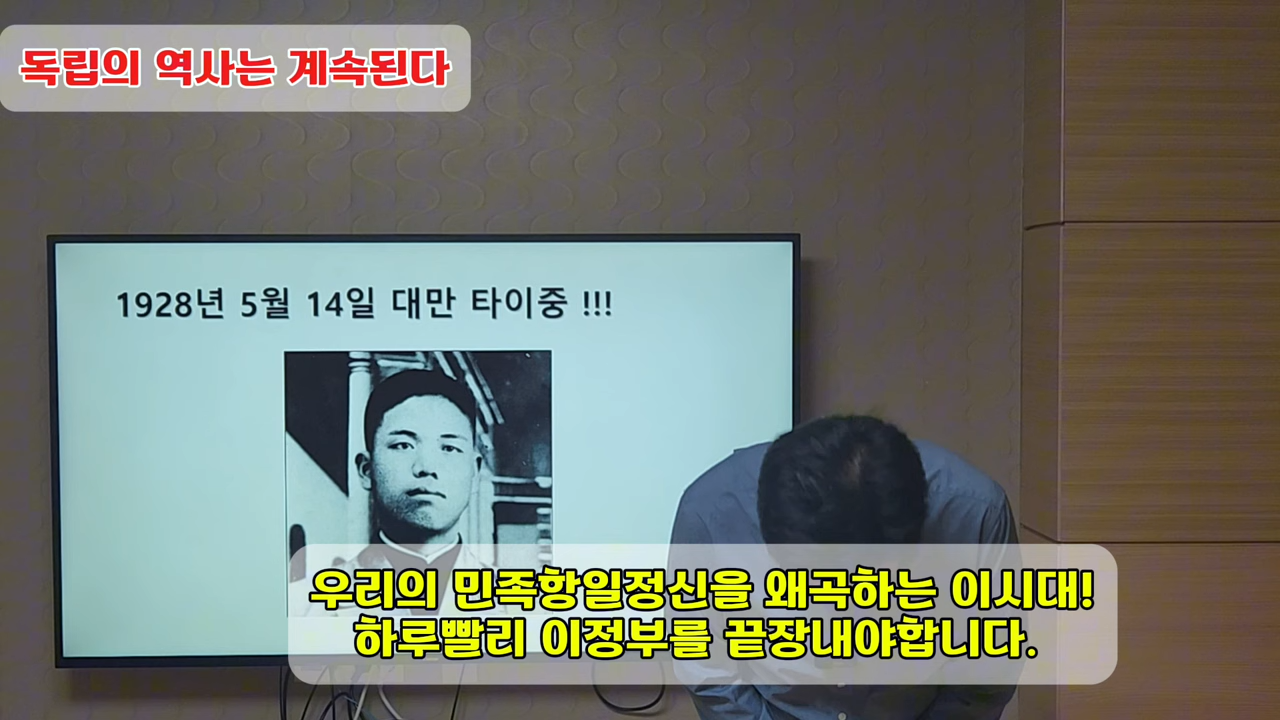 독립의 역사는 계속된다
1928년 5월 14일 대만 타이중 !!!
우리의 민족항일정신을 왜곡하는 이시대!
하루빨리 이정부를 끝장내야합니다.